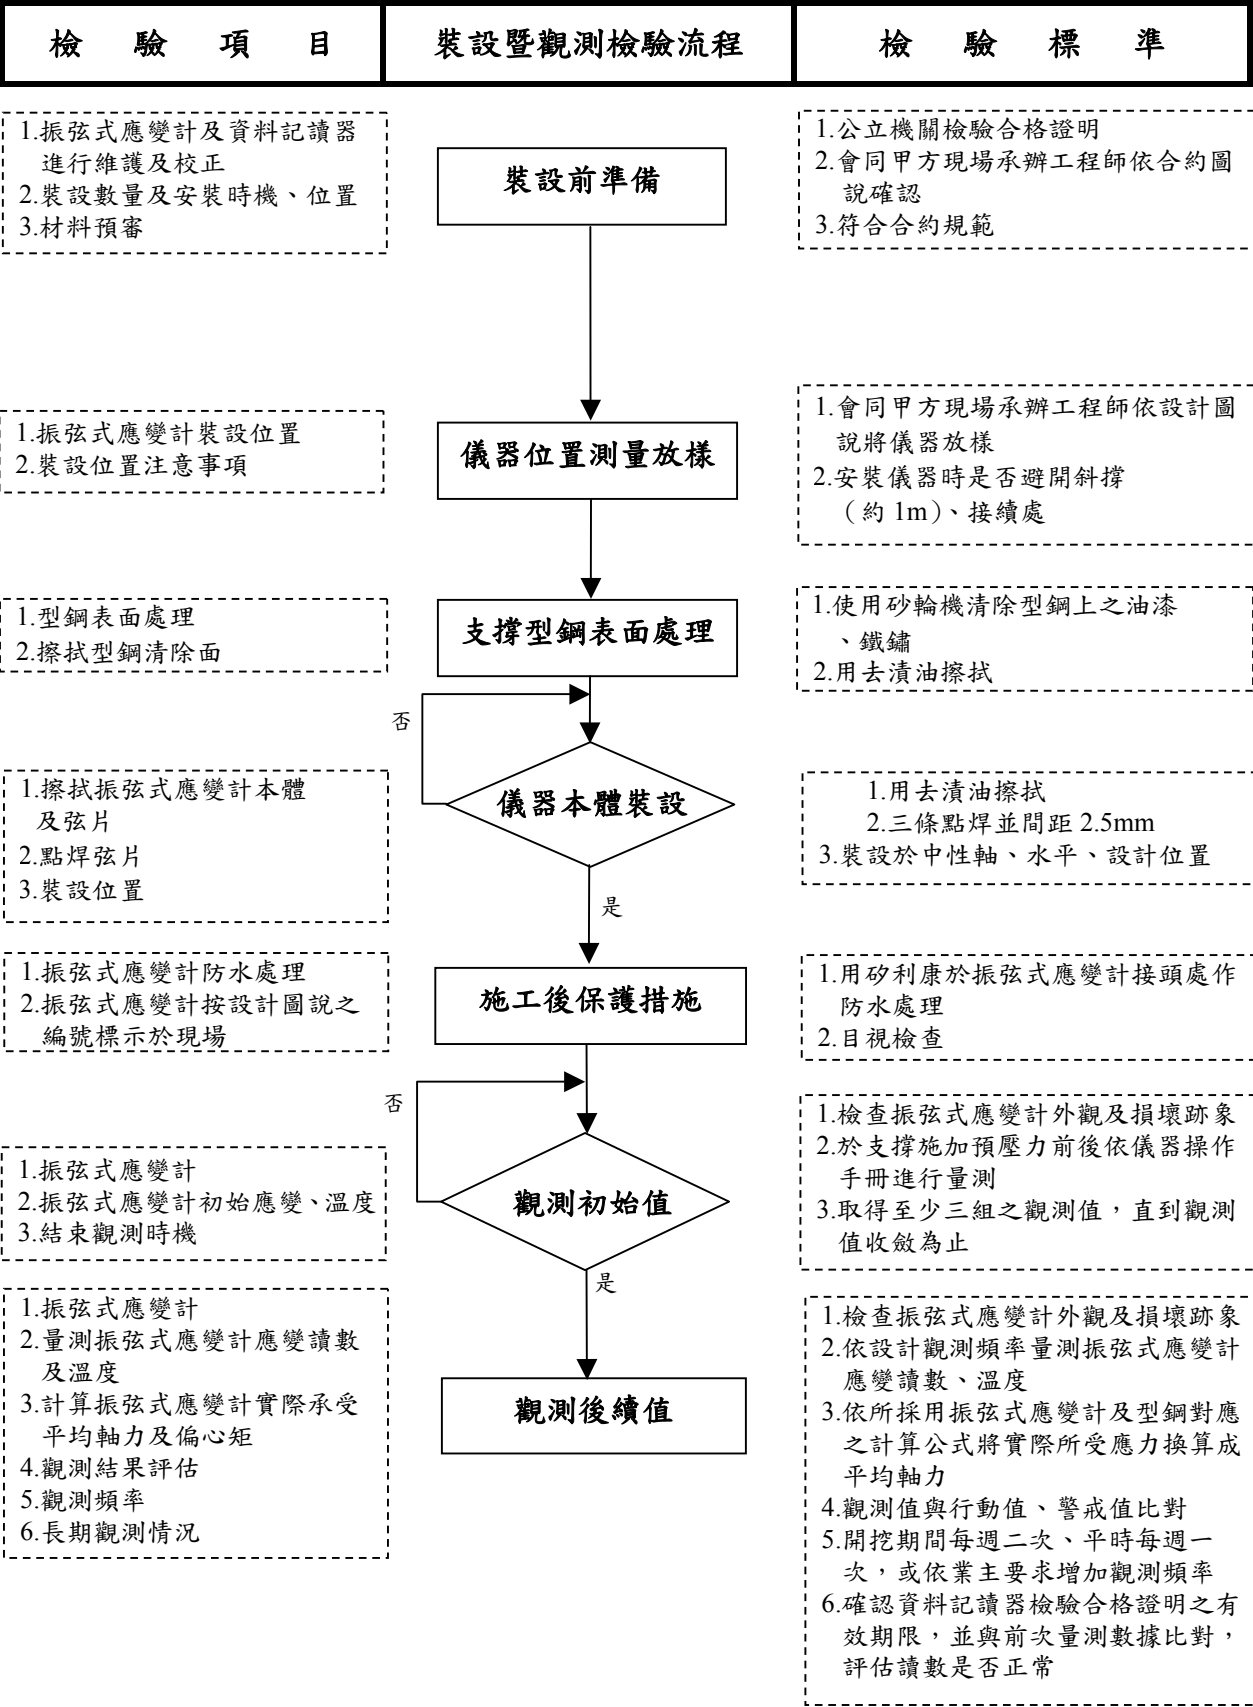 檢驗項目
裝設暨觀測檢驗流程
檢驗標準
1.振弦式應變計及資料記讀器
進行維護及校正
2.裝設數量及安裝時機、位置
3.材料預審
裝設前準備
1.公立機關檢驗合格證明
2.會同甲方現場承辦工程師依合約圖
說確認
3.符合合約規範
1.振弦式應變計裝設位置
2.裝設位置注意事項
儀器位置測量放樣
1.會同甲方現場承辦工程師依設計圖
說將儀器放樣
2.安裝儀器時是否避開斜撐
（約 1m）、接續處
1.型鋼表面處理
2.擦拭型鋼清除面
支撐型鋼表面處理
1.使用砂輪機清除型鋼上之油漆
、鐵鏽
2.用去漬油擦拭
否
1.擦拭振弦式應變計本體
及弦片
2.點焊弦片
3.裝設位置
儀器本體裝設
1.用去漬油擦拭
2.三條點焊並間距 2.5mm
3.裝設於中性軸、水平、設計位置
是
1.振弦式應變計防水處理
2.振弦式應變計按設計圖說之
編號標示於現場
施工後保護措施
1.用矽利康於振弦式應變計接頭處作
防水處理
2.目視檢查
否
1.振弦式應變計
2.振弦式應變計初始應變、溫度
3.結束觀測時機
觀測初始值
1.檢查振弦式應變計外觀及損壞跡象
2.於支撐施加預壓力前後依儀器操作
手冊進行量測
3.取得至少三組之觀測值，直到觀測
值收斂為止
是
1.振弦式應變計
2.量測振弦式應變計應變讀數
及溫度
3.計算振弦式應變計實際承受
平均軸力及偏心矩
4.觀測結果評估
5.觀測頻率
6.長期觀測情況
觀測後續值
1.檢查振弦式應變計外觀及損壞跡象
2.依設計觀測頻率量測振弦式應變計
應變讀數、溫度
3.依所採用振弦式應變計及型鋼對應
之計算公式將實際所受應力換算成
平均軸力
4.觀測值與行動值、警戒值比對
5.開挖期間每週二次、平時每週一
次，或依業主要求增加觀測頻率
6.確認資料記讀器檢驗合格證明之有
效期限，並與前次量測數據比對，
評估讀數是否正常